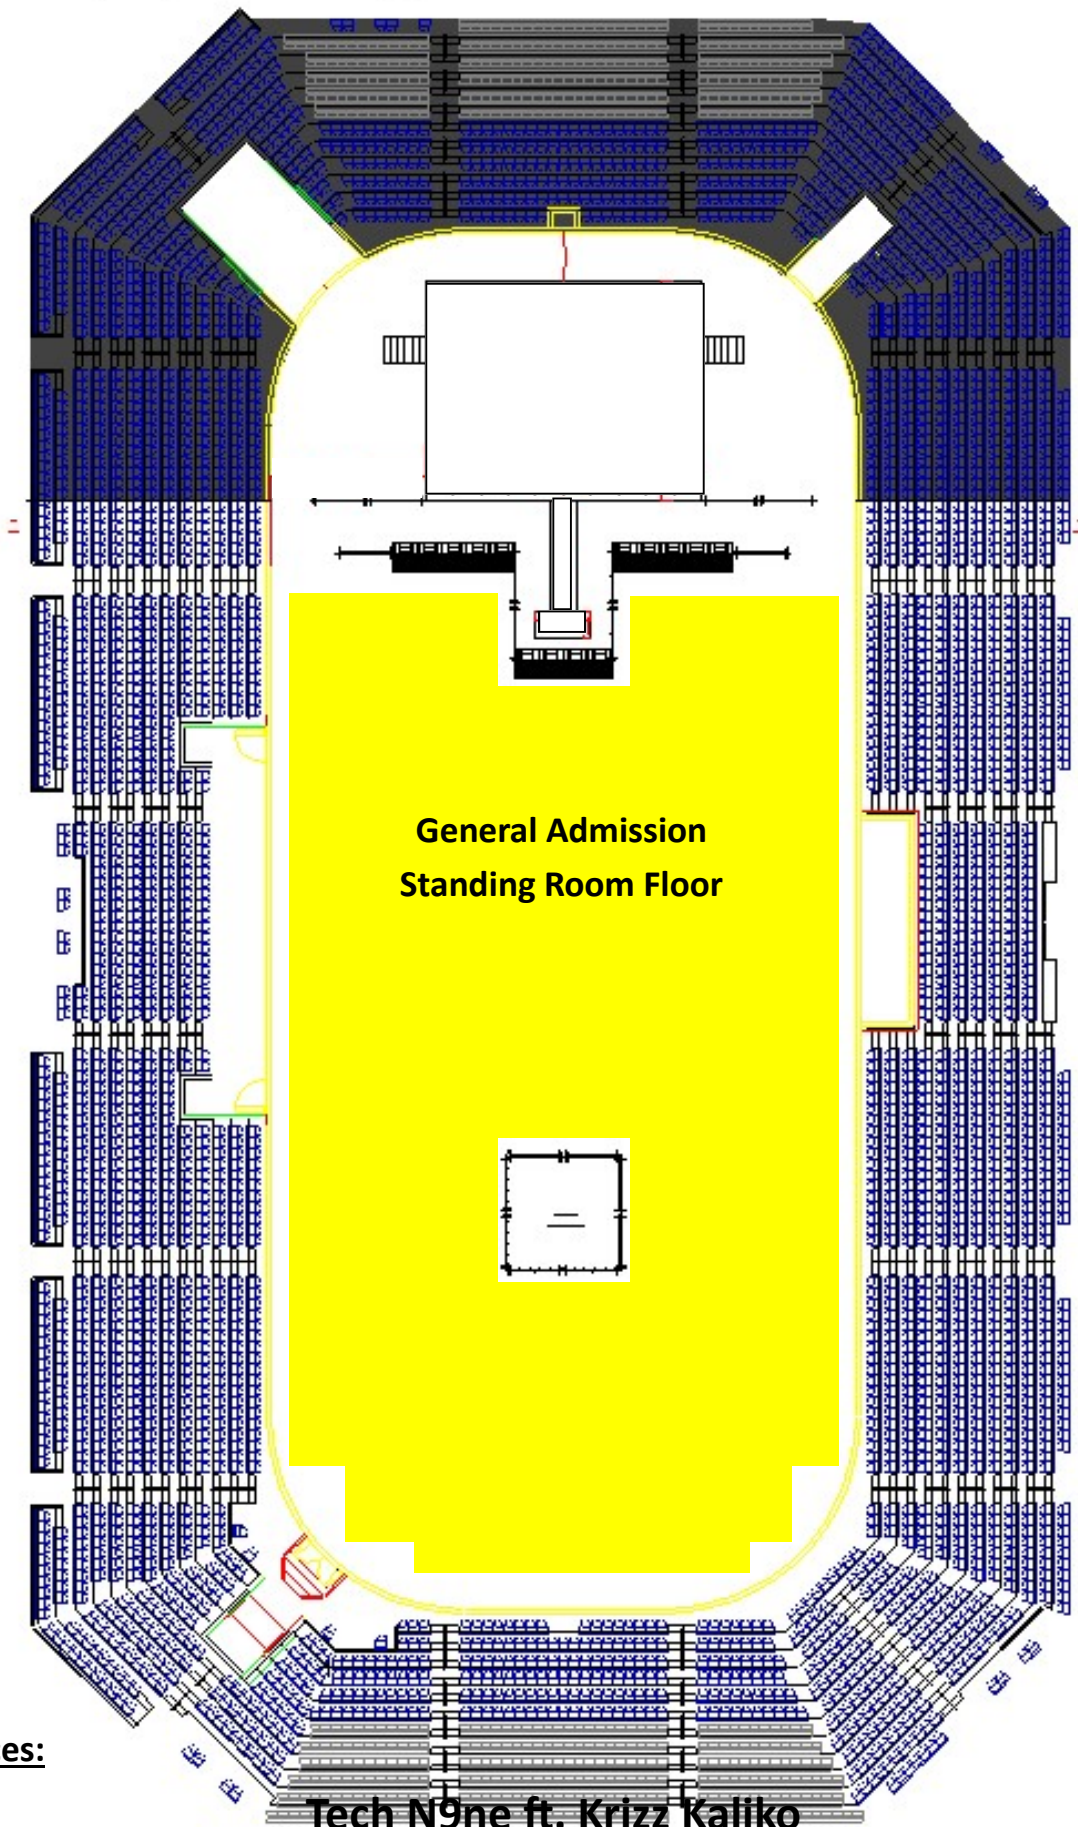 General Admission
Standing Room Floor
es:
Tech N9ne ft. Krizz Kaliko